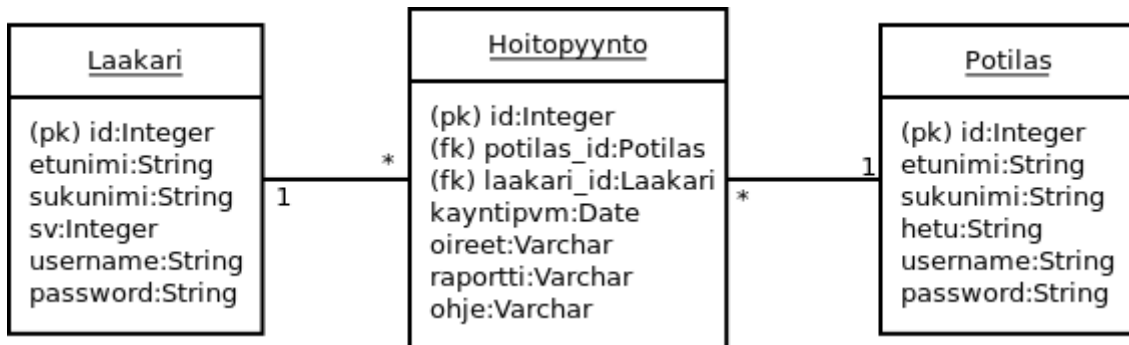 Laakari
(pk) id:Integer
etunimi:String
sukunimi:String
sv:Integer
username:String
password:String
1
*
Hoitopyynto
(pk) id:Integer
(fk) potilas_id:Potilas
(fk) laakari_id:Laakari
kayntipvm:Date
oireet:Varchar
raportti:Varchar
ohje:Varchar
*
1
Potilas
(pk) id:Integer
etunimi:String
sukunimi:String
hetu:String
username:String
password:String